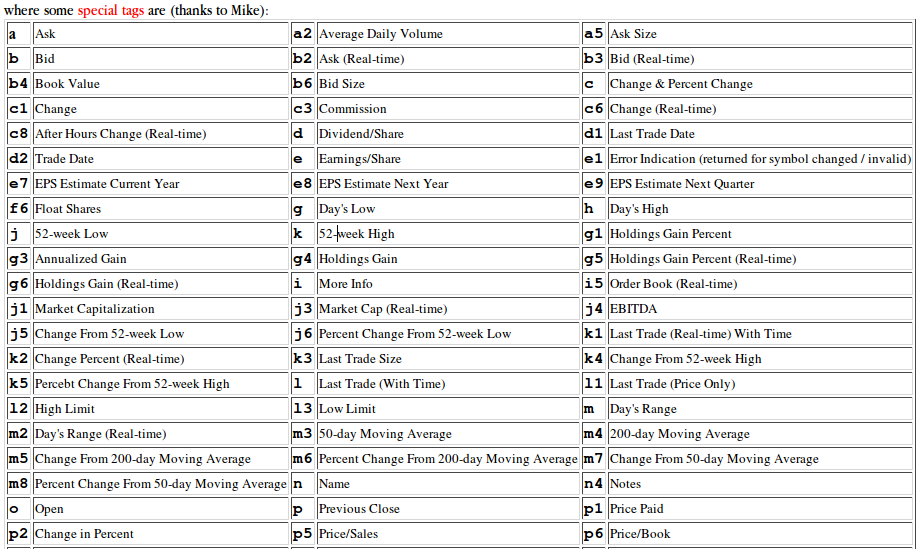 where some special tags are (thanks to Mike):
a Ask a2 Average Daily Volume a5 Ask Size
b Bid b2 Ask (Real-time) b3 Bid (Real-time)
b4 Book Value b6 Bid Size c Change & Percent Change
c1 Change c3 Commission c6 Change (Real-time)
c8 After Hours Change (Real-time) d Dividend/Share d1 Last Trade Date
d2 Trade Date e Earnings/Share e1 Error Indication (returned for symbol changed / invalid)
e7 EPS Estimate Current Year e8 EPS Estimate Next Year e9 EPS Estimate Next Quarter
f6 Float Shares g Day's Low h Day's High
j 52-week Low k 52-week High g1 Holdings Gain Percent
g3 Annualized Gain g4 Holdings Gain g5 Holdings Gain Percent (Real-time)
g6 Holdings Gain (Real-time) i More Info i5 Order Book (Real-time)
j1 Market Capitalization j3 Market Cap (Real-time) j4 EBITDA
j5 Change From 52-week Low j6 Percent Change From 52-week Low k1 Last Trade (Real-time) With Time
k2 Change Percent (Real-time) k3 Last Trade Size k4 Change From 52-week High
k5 Percebt Change From 52-week High l Last Trade (With Time) l1 Last Trade (Price Only)
l2 High Limit l3 Low Limit m Day's Range
m2 Day's Range (Real-time) m3 50-day Moving Average m4 200-day Moving Average
m5 Change From 200-day Moving Average m6 Percent Change From 200-day Moving Average m7 Change From 50-day Moving Average
m8 Percent Change From 50-day Moving Average n Name n4 Notes
o Open p Previous Close p1 Price Paid
p2 Change in Percent p5 Price/Sales p6 Price/Book